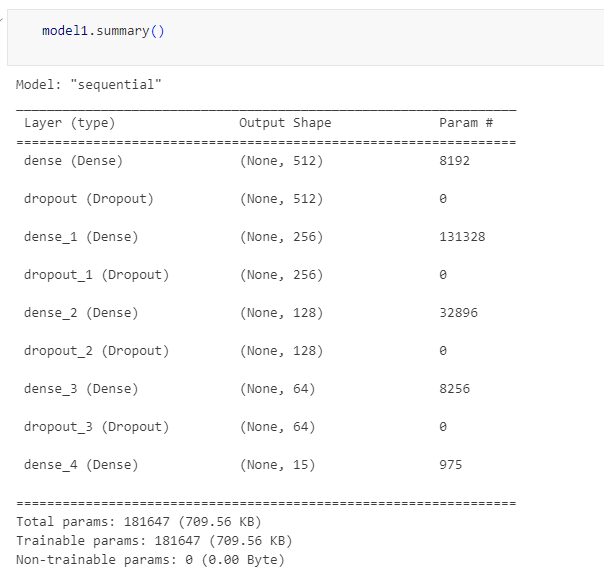 model1.summary()
Model: "sequential"
_________________________________________________________________
Layer (type) Output Shape Param #
=================================================================
dense (Dense) (None, 512) 8192
dropout (Dropout) (None, 512) 0
dense_1 (Dense) (None, 256) 131328
dropout_1 (Dropout) (None, 256) 0
dense_2 (Dense) (None, 128) 32896
dropout_2 (Dropout) (None, 128) 0
dense_3 (Dense) (None, 64) 8256
dropout_3 (Dropout) (None, 64) 0
dense_4 (Dense) (None, 15) 975
=================================================================
Total params: 181647 (709.56 KB)
Trainable params: 181647 (709.56 KB)
Non-trainable params: 0 (0.00 Byte)